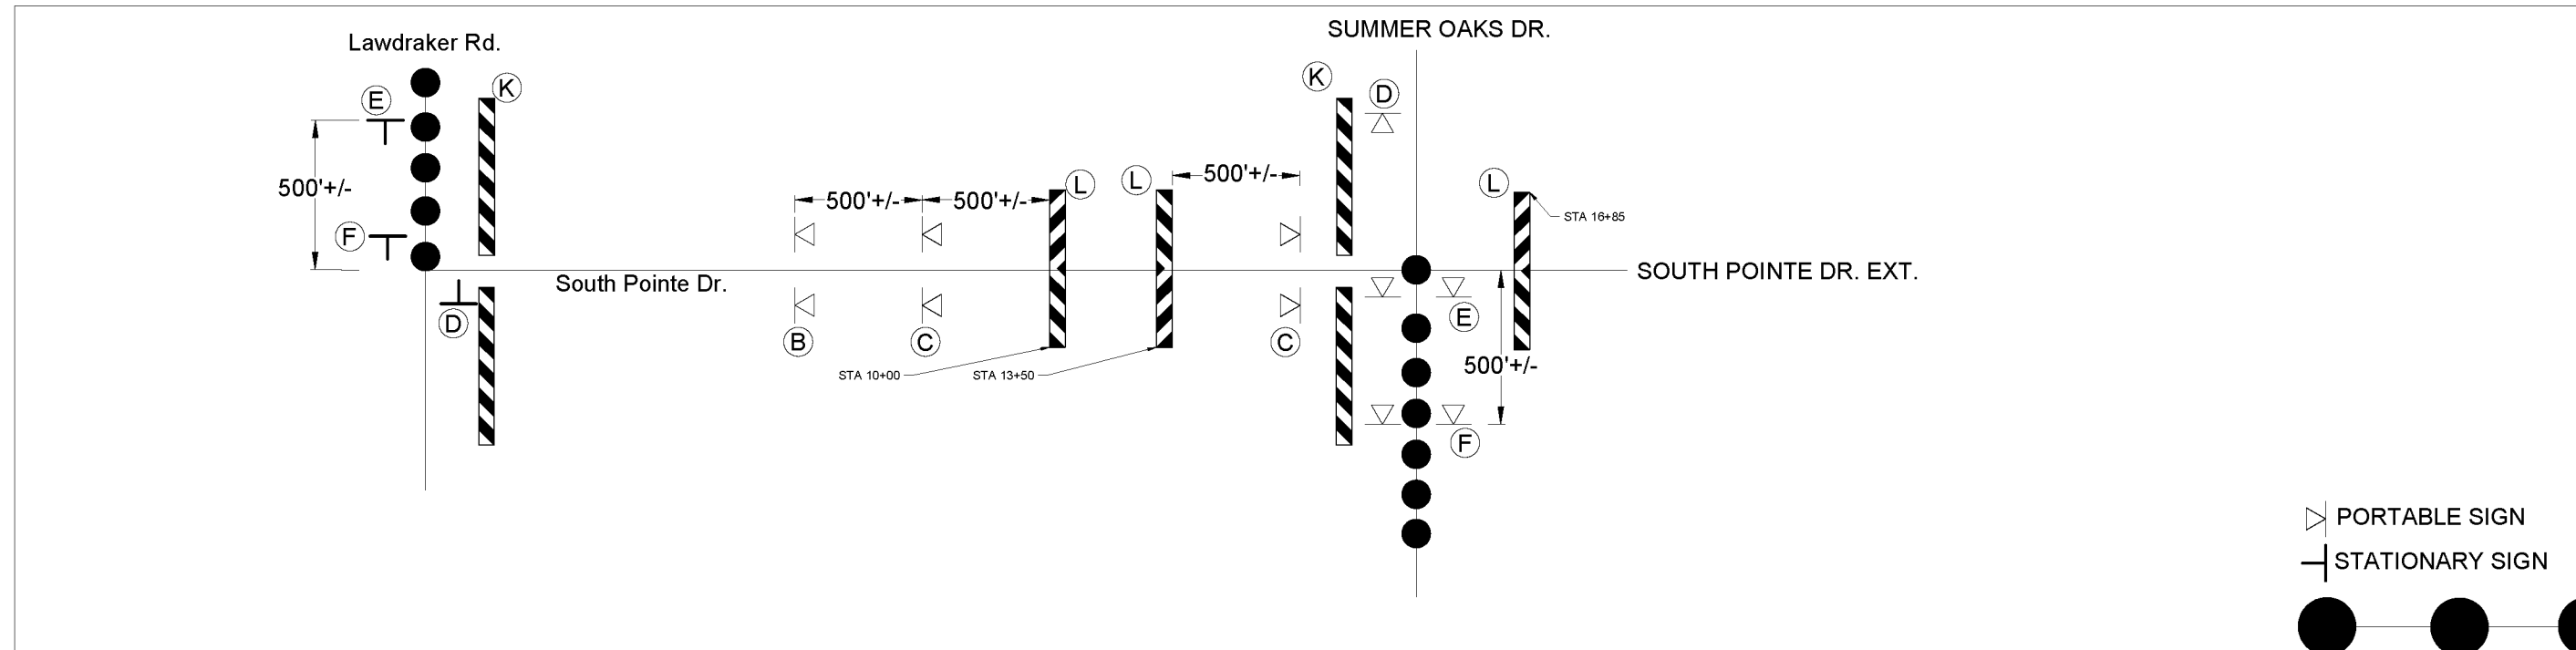 SUMMER OAKS DR.
Lawdraker Rd.
K
D
E
K
L
L
L
500'+/-
500'+/-
500'+/-
500'+/-
STA 16+85
F
SOUTH POINTE DR. EXT.
South Pointe Dr.
D
E
B
C
C
500'+/-
STA 10+00
STA 13+50
F
PORTABLE SIGN
STATIONARY SIGN